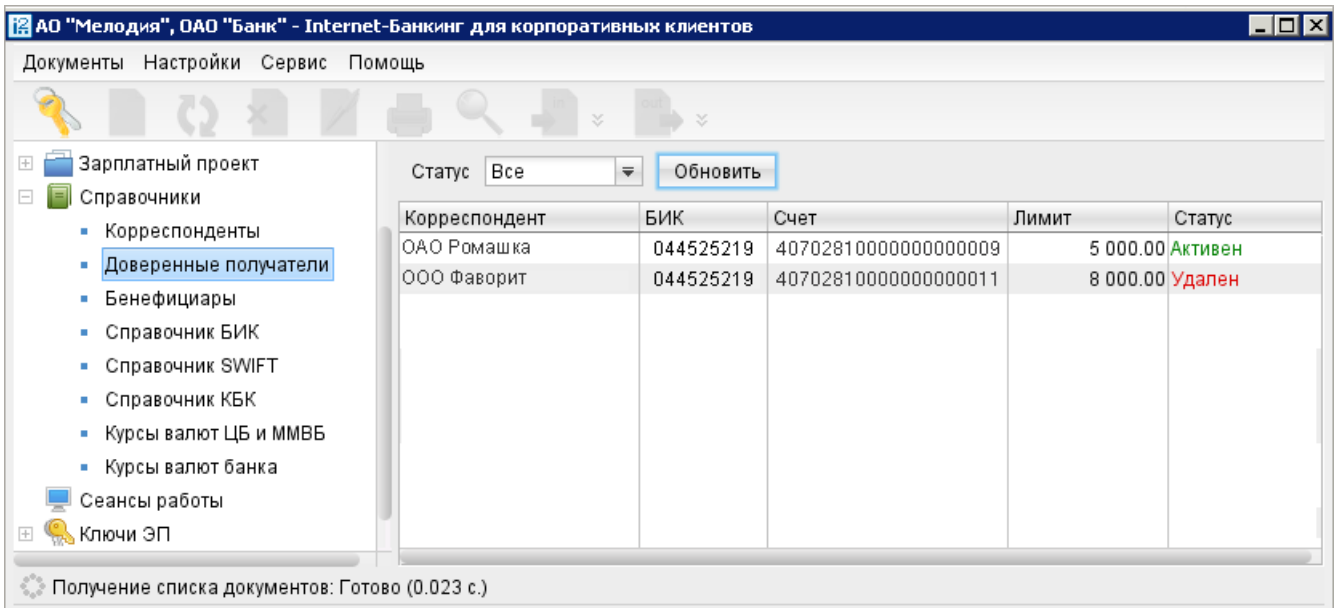 АО "Мелодия", ОАО "Банк" - Internet-Банкинг для корпоративных клиентов
Документы Настройки Сервис Помощь
in out
Зарплатный проект
Справочники
Корреспонденты
Доверенные получатели
Бенефициары
Справочник БИК
Справочник SWIFT
Справочник КБК
Курсы валют ЦБ и ММВБ
Курсы валют банка
Сеансы работы
Ключи ЭП
Статус Все Обновить
Корреспондент БИК Счет Лимит Статус
ОАО Ромашка 044525219 40702810000000000009 5 000.00 Активен
ООО Фаворит 044525219 40702810000000000011 8 000.00 Удален
Получение списка документов: Готово (0.023 с.)